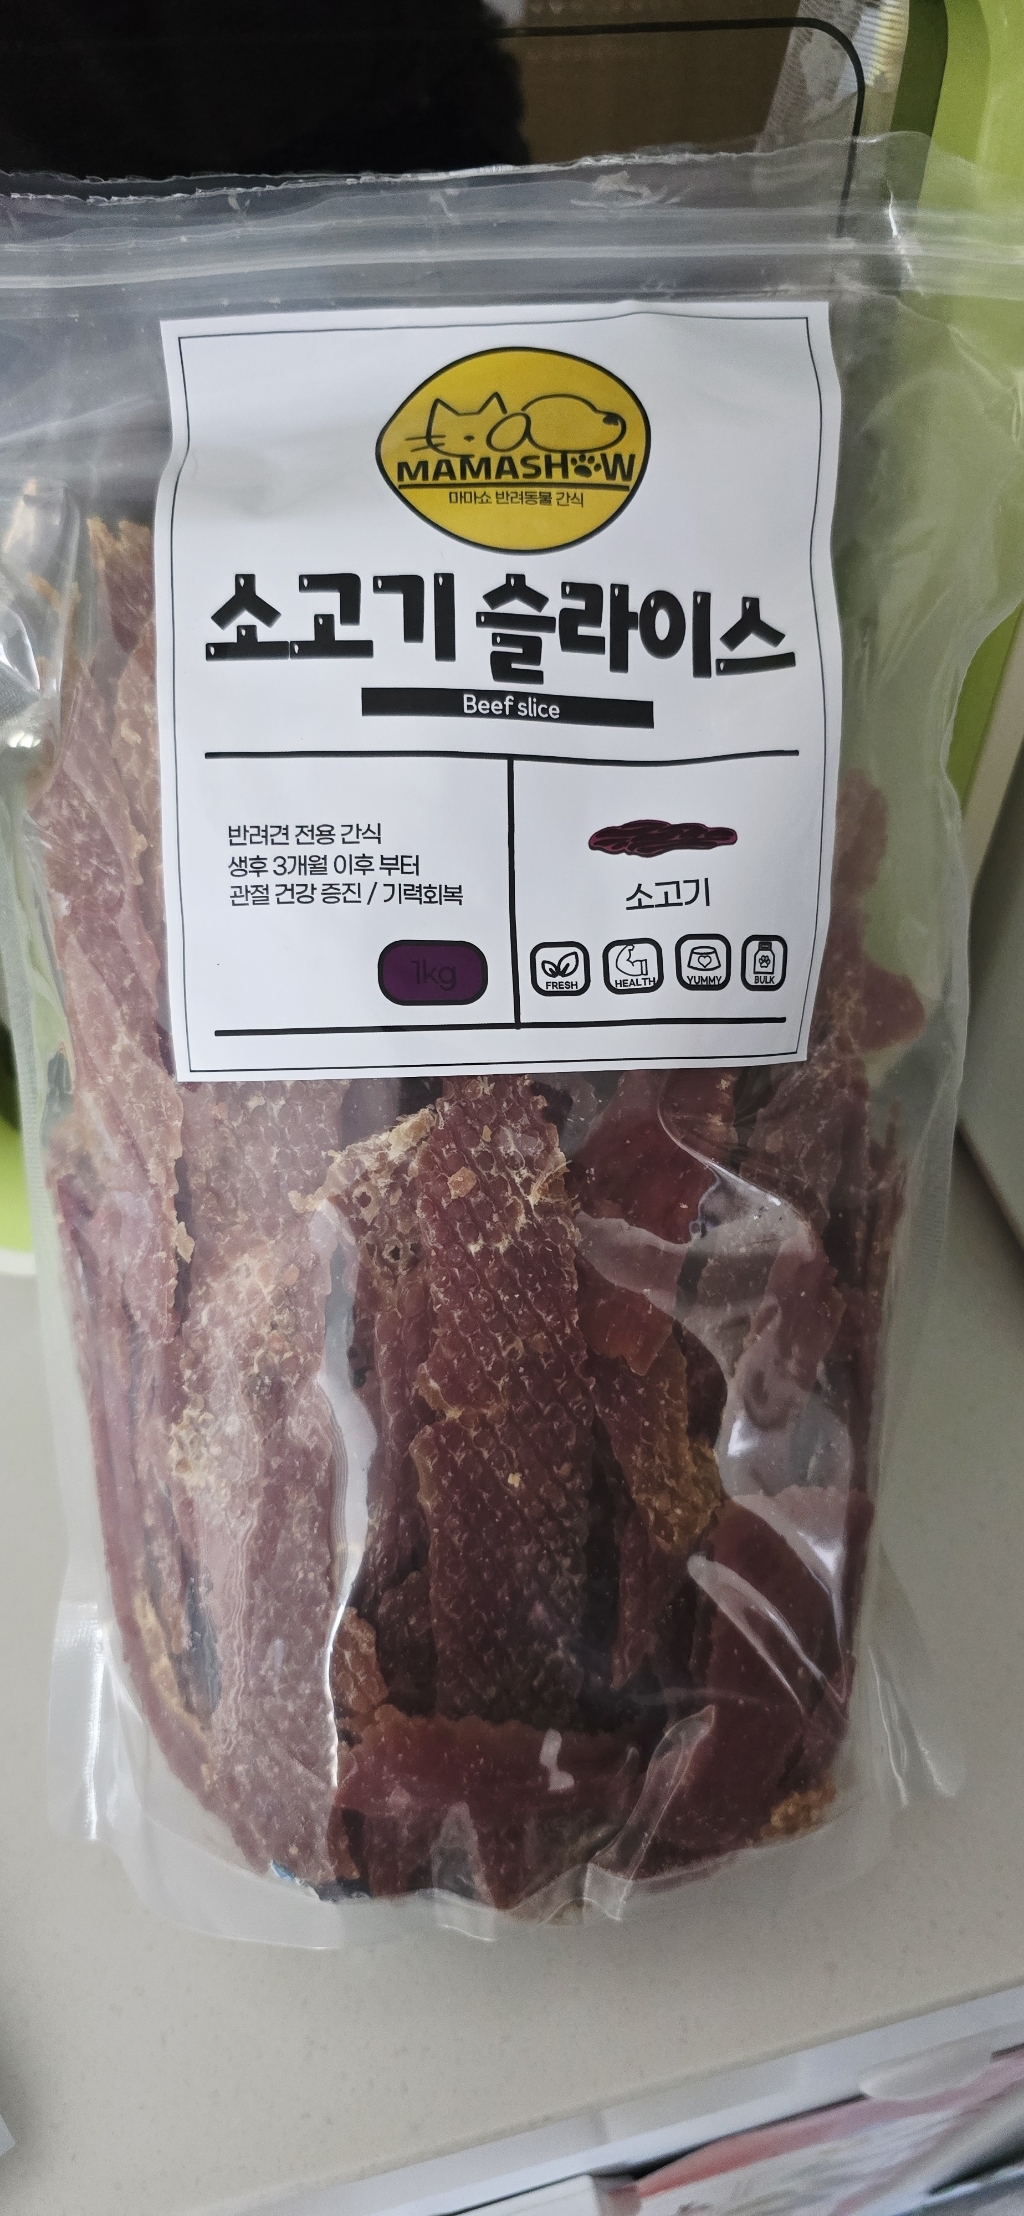 MAMASHOW
마마쇼 반려동물 간식
소고기 슬라이스
Beef slice
반려견 전용 간식
생후 3개월 이후 부터
관절 건강 증진 / 기력회복
1kg
소고기
FRESH
HEALTH
YUMMY
BULK